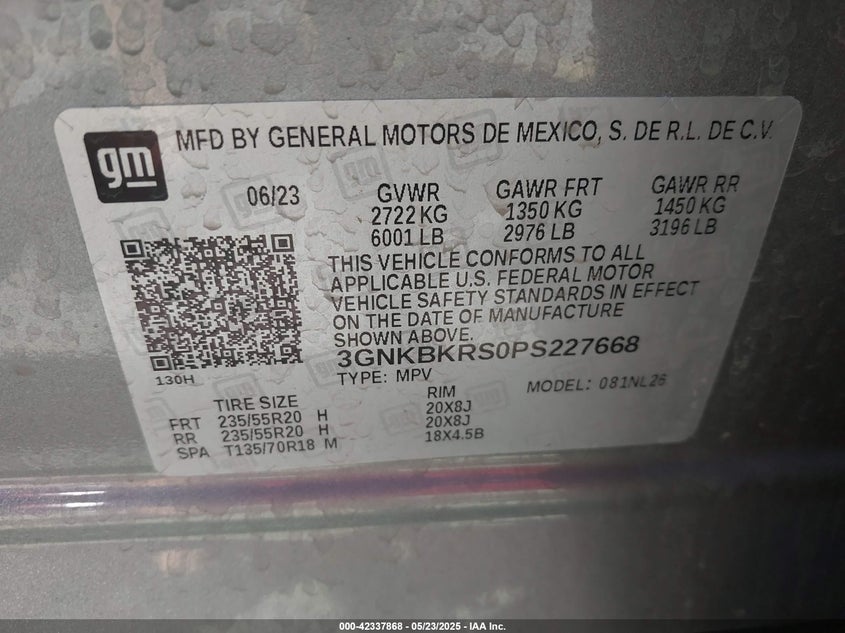 gm
MFD BY GENERAL MOTORS DE MEXICO, S. DE R.L. DE C.V.
06/23
GVWR GAWR FRT GAWR RR
2722 KG 1350 KG 1450 KG
6001 LB 2976 LB 3196 LB
THIS VEHICLE CONFORMS TO ALL
APPLICABLE U.S. FEDERAL MOTOR
VEHICLE SAFETY STANDARDS IN EFFECT
ON THE DATE OF MANUFACTURE
SHOWN ABOVE.
3GNKBKRS0PS227668
130H
TYPE: MPV MODEL: 081NL26
TIRE SIZE RIM
FRT 235/55R20 H 20X8J
RR 235/55R20 H 20X8J
SPA T135/70R18 M 18X4.5B
000-42337868 - 05/23/2025 - IAA Inc.